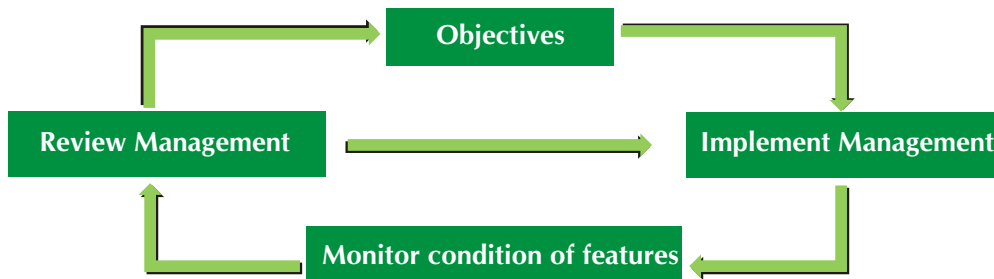 Objectives
Review Management
Implement Management
Monitor condition of features